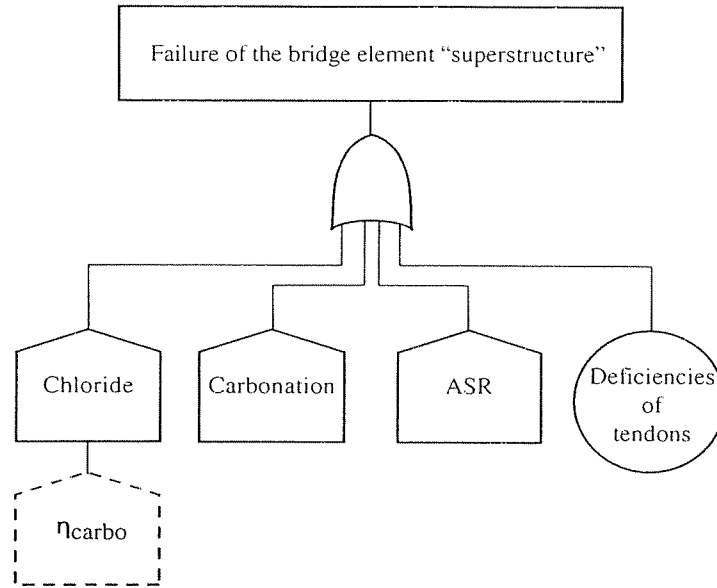 Failure of the bridge element “superstructure”
Chloride
Carbonation
ASR
Deficiencies
of
tendons
ηcarbo